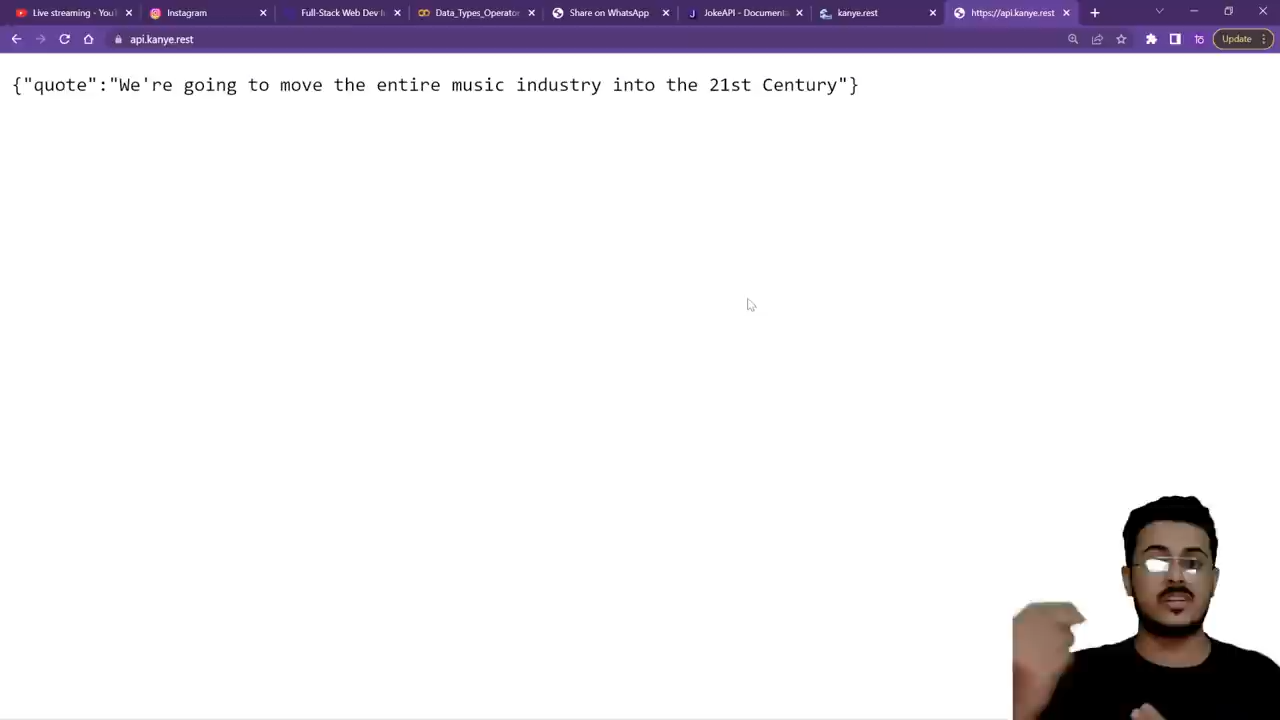 Live streaming - You
Instagram
Full-Stack Web Dev I
Data_Types_Operator
Share on WhatsApp
JokeAPI - Document
kanye.rest
https://api.kanye.rest
api.kanye.rest
Update
{"quote":"We're going to move the entire music industry into the 21st Century"}